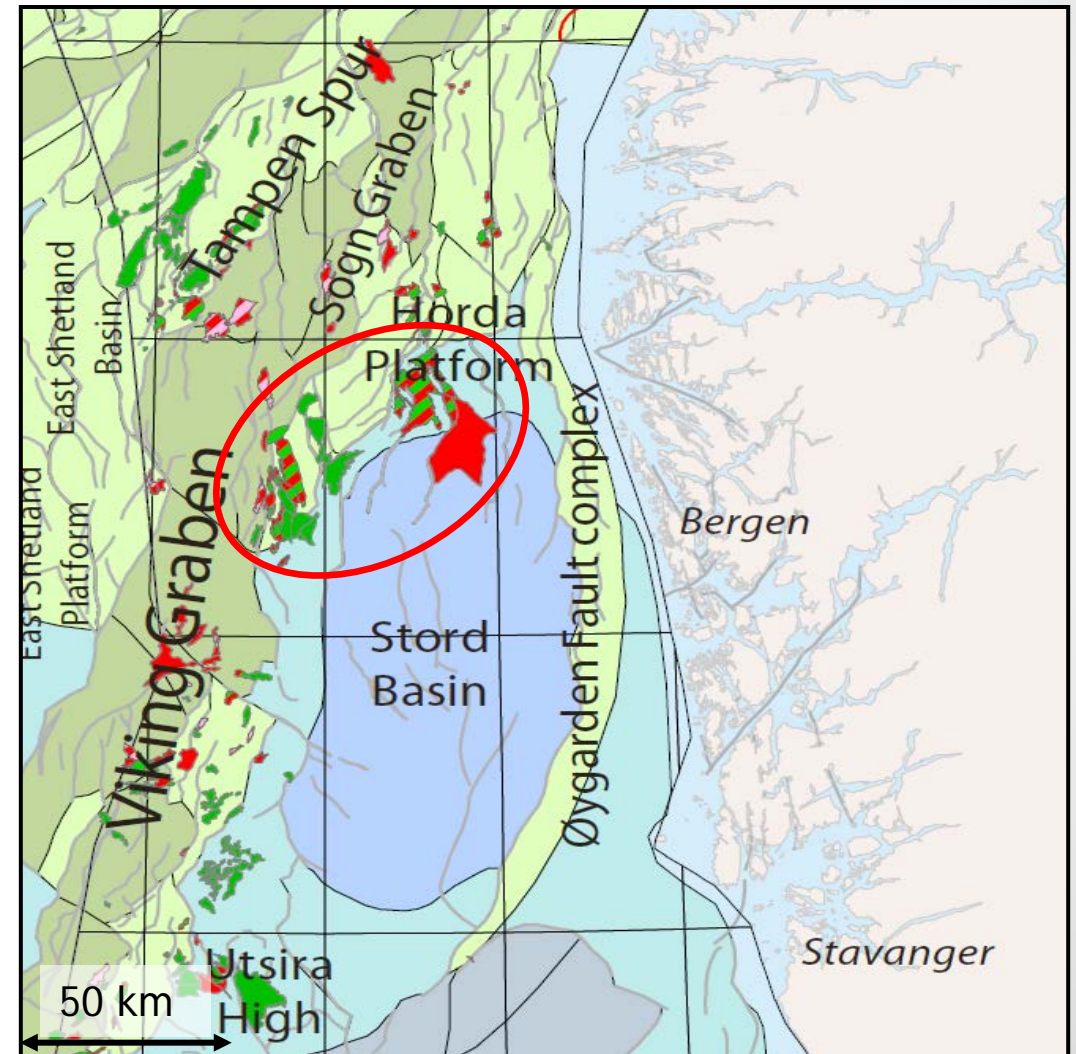 Tampen Spur
Sogn Graben
East Shetland
Basin
Horda
Platform
East Shetland
Platform
Viking Graben
Øygarden Fault complex
Bergen
Stord
Basin
Stavanger
Utsira
High
50 km